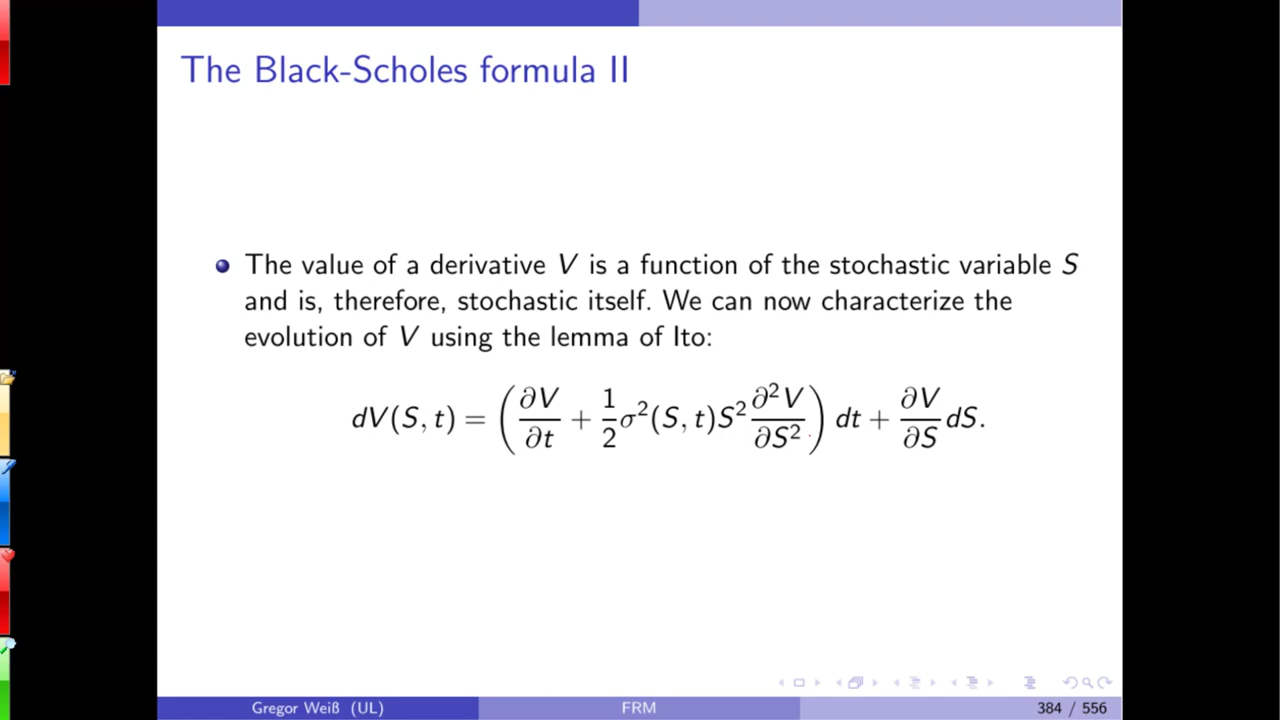 The Black-Scholes formula II
The value of a derivative V is a function of the stochastic variable S
and is, therefore, stochastic itself. We can now characterize the
evolution of V using the lemma of Ito:
dV(S, t) = (∂V/∂t + 1/2 σ²(S, t)S² ∂²V/∂S²) dt + ∂V/∂S dS.
Gregor Weiß (UL) FRM 384 / 556